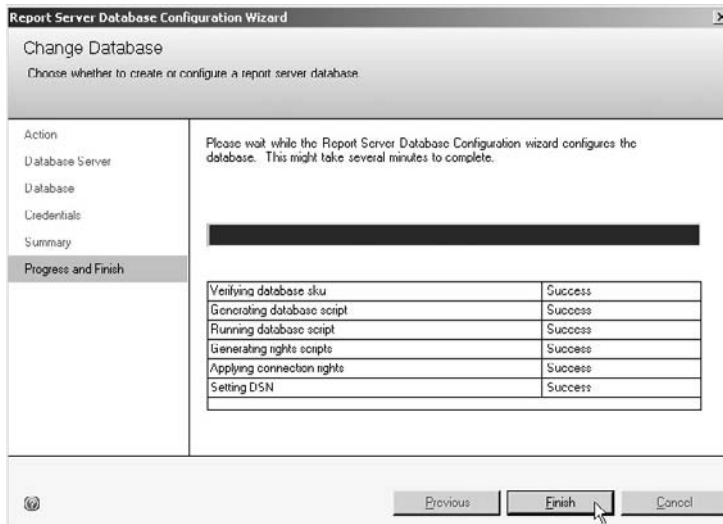 Report Server Database Configuration Wizard
Change Database
Choose whether to create or configure a report server database.
Action
Database Server
Database
Credentials
Summary
Progress and Finish
Please wait while the Report Server Database Configuration wizard configures the
database. This might take several minutes to complete.
Verifying database sku Success
Generating database script Success
Running database script Success
Generating rights scripts Success
Applying connection rights Success
Setting DSN Success
Previous Finish Cancel